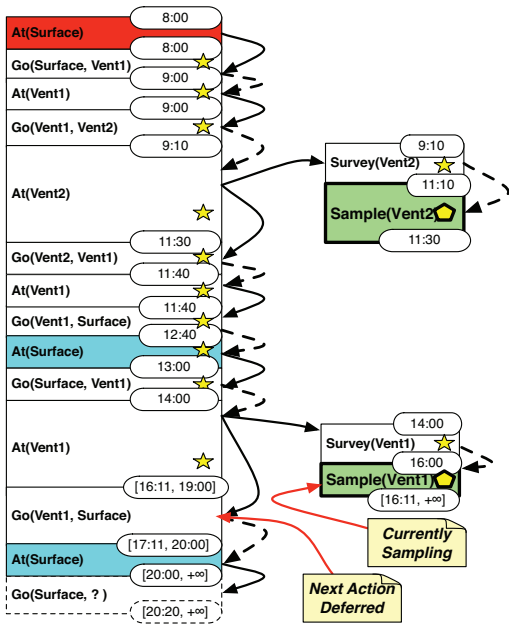 8:00
At(Surface)
8:00
Go(Surface, Vent1)
9:00
At(Vent1)
9:00
Go(Vent1, Vent2)
9:10
At(Vent2)
11:30
Go(Vent2, Vent1)
11:40
At(Vent1)
11:40
Go(Vent1, Surface)
12:40
At(Surface)
13:00
Go(Surface, Vent1)
14:00
At(Vent1)
[16:11, 19:00]
Go(Vent1, Surface)
[17:11, 20:00]
At(Surface)
[20:00, +∞]
Go(Surface, ? )
[20:20, +∞]
9:10
Survey(Vent2)
11:10
Sample(Vent2)
11:30
14:00
Survey(Vent1)
16:00
Sample(Vent1)
[16:11, +∞]
Currently
Sampling
Next Action
Deferred